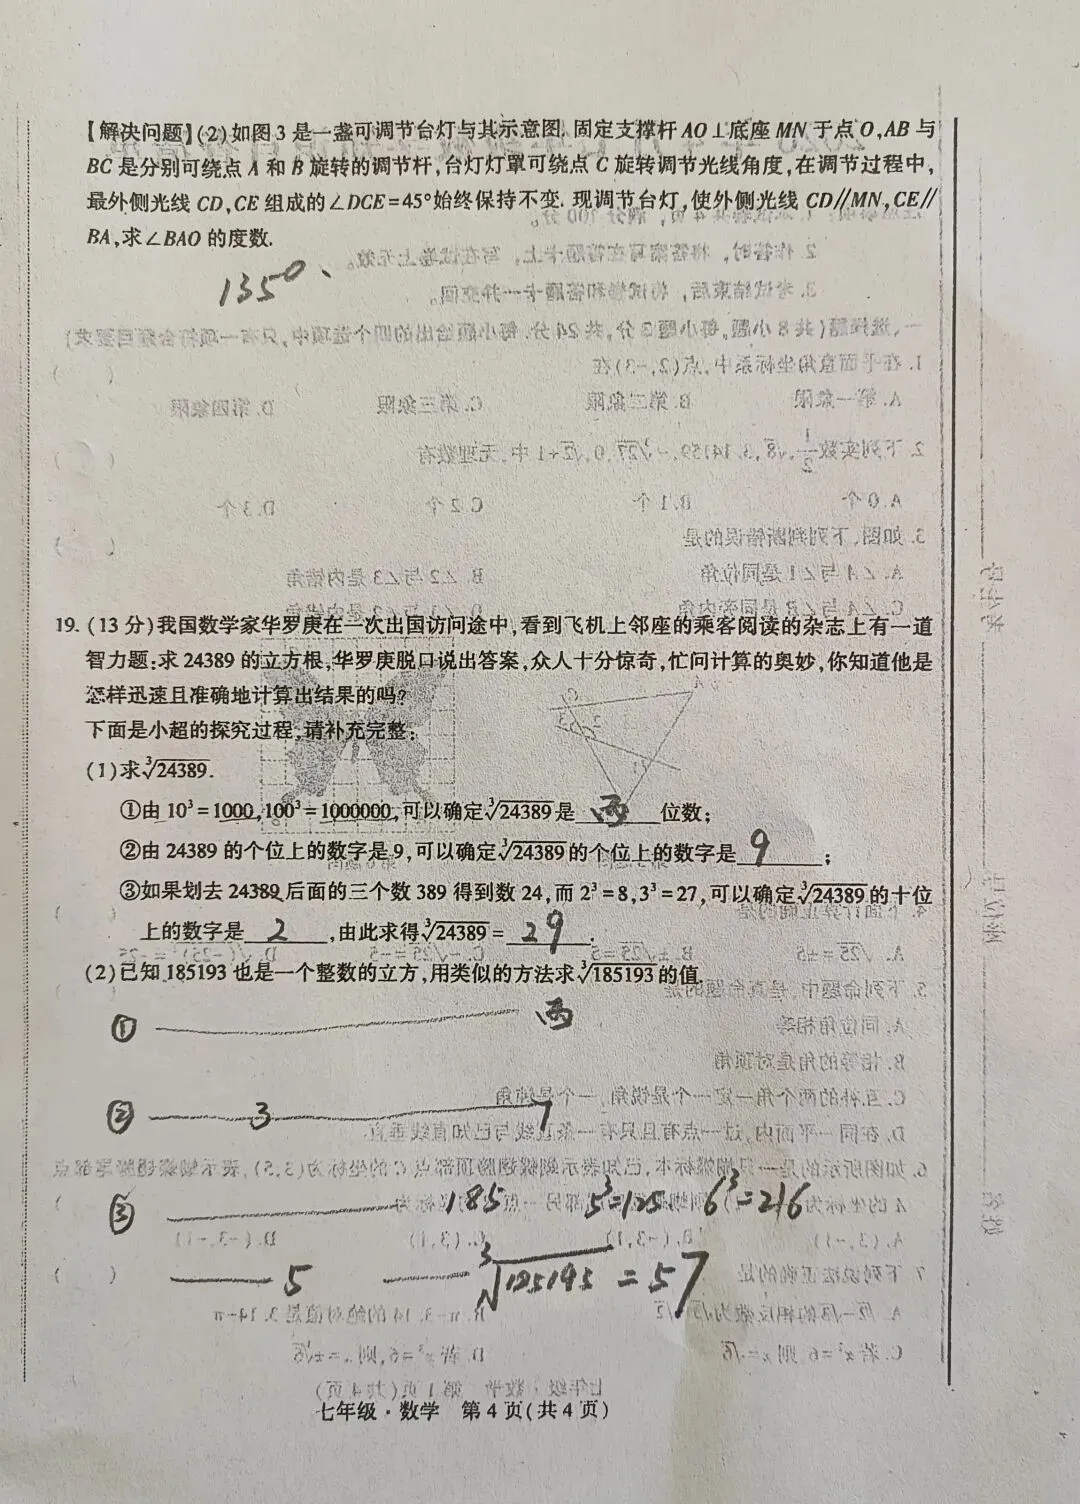 【解决问题】(2)如图3是一盏可调节台灯与其示意图. 固定支撑杆AO⊥底座MN于点O,AB与
BC是分别可绕点A和B旋转的调节杆,台灯灯罩可绕点C旋转调节光线角度,在调节过程中,
最外侧光线CD,CE组成的∠DCE=45°始终保持不变. 现调节台灯,使外侧光线CD∥MN,CE∥
BA,求∠BAO的度数.
135°、
19. (13分)我国数学家华罗庚在一次出国访问途中,看到飞机上邻座的乘客阅读的杂志上有一道
智力题:求24389的立方根,华罗庚脱口说出答案,众人十分惊奇,忙问计算的奥妙,你知道他是
怎样迅速且准确地计算出结果的吗?
下面是小超的探究过程,请补充完整:
(1)求∛24389.
①由10³=1000,100³=1000000,可以确定∛24389是 两 位数;
②由24389的个位上的数字是9,可以确定∛24389的个位上的数字是 9 ;
③如果划去24389后面的三个数389得到数24,而2³=8,3³=27,可以确定∛24389的十位
上的数字是 2 ,由此求得∛24389= 29 .
(2)已知185193也是一个整数的立方,用类似的方法求∛185193的值.
① 两
② 3 7
③ 185 5³=125 6³=216
5 ∛125193 =57
七年级·数学 第4页(共4页)